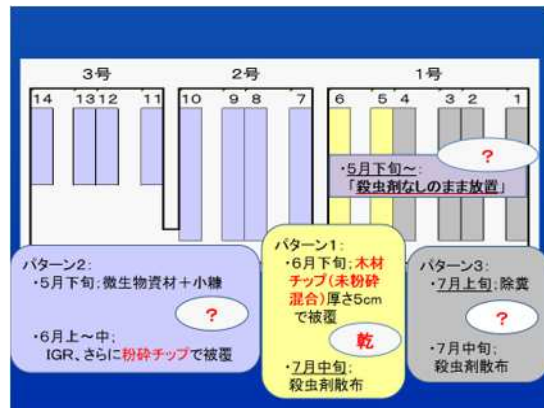 3号 2号 1号
14 13 12 11 10 9 8 7 6 5 4 3 2 1
?
・5月下旬～;
「殺虫剤なしのまま放置」
パターン2:
・5月下旬;微生物資材+小糠
?
・6月上～中;
IGR、さらに粉砕チップで被覆
パターン1:
・6月下旬;木材
チップ(未粉砕
混合)厚さ5cm
で被覆
乾
・7月中旬;
殺虫剤散布
パターン3:
・7月上旬;除糞
?
・7月中旬;
殺虫剤散布